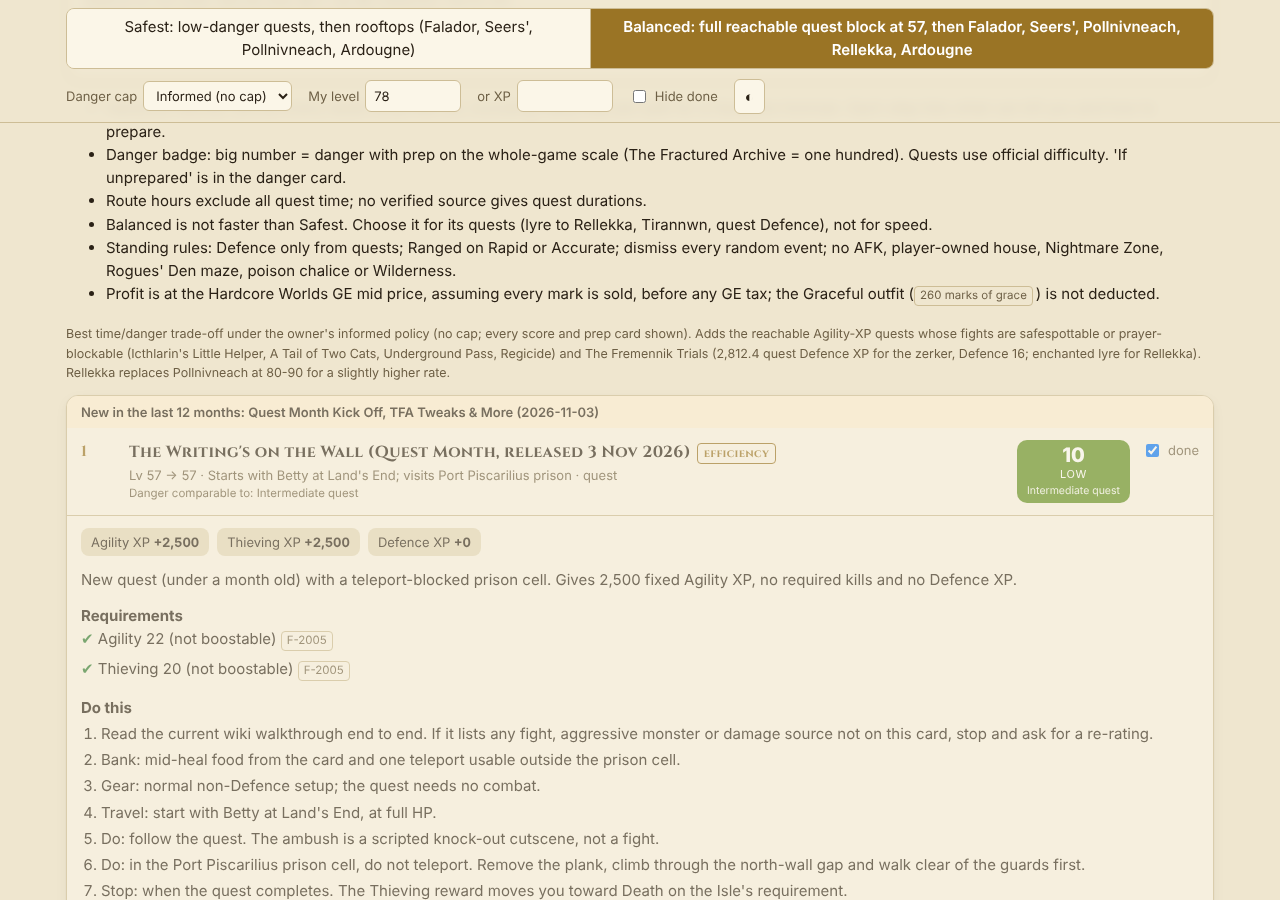 Safest: low-danger quests, then rooftops (Falador, Seers',
Pollnivneach, Ardougne)
Balanced: full reachable quest block at 57, then Falador, Seers', Pollnivneach,
Rellekka, Ardougne
Danger cap Informed (no cap) My level 78 or XP Hide done
prepare.
• Danger badge: big number = danger with prep on the whole-game scale (The Fractured Archive = one hundred). Quests use official difficulty. 'If
unprepared' is in the danger card.
• Route hours exclude all quest time; no verified source gives quest durations.
• Balanced is not faster than Safest. Choose it for its quests (lyre to Rellekka, Tirannwn, quest Defence), not for speed.
• Standing rules: Defence only from quests; Ranged on Rapid or Accurate; dismiss every random event; no AFK, player-owned house, Nightmare Zone,
Rogues' Den maze, poison chalice or Wilderness.
• Profit is at the Hardcore Worlds GE mid price, assuming every mark is sold, before any GE tax; the Graceful outfit (260 marks of grace) is not deducted.
Best time/danger trade-off under the owner's informed policy (no cap; every score and prep card shown). Adds the reachable Agility-XP quests whose fights are safespottable or prayer-
blockable (Icthlarin's Little Helper, A Tail of Two Cats, Underground Pass, Regicide) and The Fremennik Trials (2,812.4 quest Defence XP for the zerker, Defence 16; enchanted lyre for Rellekka).
Rellekka replaces Pollnivneach at 80-90 for a slightly higher rate.
New in the last 12 months: Quest Month Kick Off, TFA Tweaks & More (2026-11-03)
1 The Writing's on the Wall (Quest Month, released 3 Nov 2026) EFFICIENCY
Lv 57 → 57 · Starts with Betty at Land's End; visits Port Piscarilius prison · quest
Danger comparable to: Intermediate quest
10
LOW
Intermediate quest
done
Agility XP +2,500 Thieving XP +2,500 Defence XP +0
New quest (under a month old) with a teleport-blocked prison cell. Gives 2,500 fixed Agility XP, no required kills and no Defence XP.
Requirements
✔ Agility 22 (not boostable) F-2005
✔ Thieving 20 (not boostable) F-2005
Do this
1. Read the current wiki walkthrough end to end. If it lists any fight, aggressive monster or damage source not on this card, stop and ask for a re-rating.
2. Bank: mid-heal food from the card and one teleport usable outside the prison cell.
3. Gear: normal non-Defence setup; the quest needs no combat.
4. Travel: start with Betty at Land's End, at full HP.
5. Do: follow the quest. The ambush is a scripted knock-out cutscene, not a fight.
6. Do: in the Port Piscarilius prison cell, do not teleport. Remove the plank, climb through the north-wall gap and walk clear of the guards first.
7. Stop: when the quest completes. The Thieving reward moves you toward Death on the Isle's requirement.